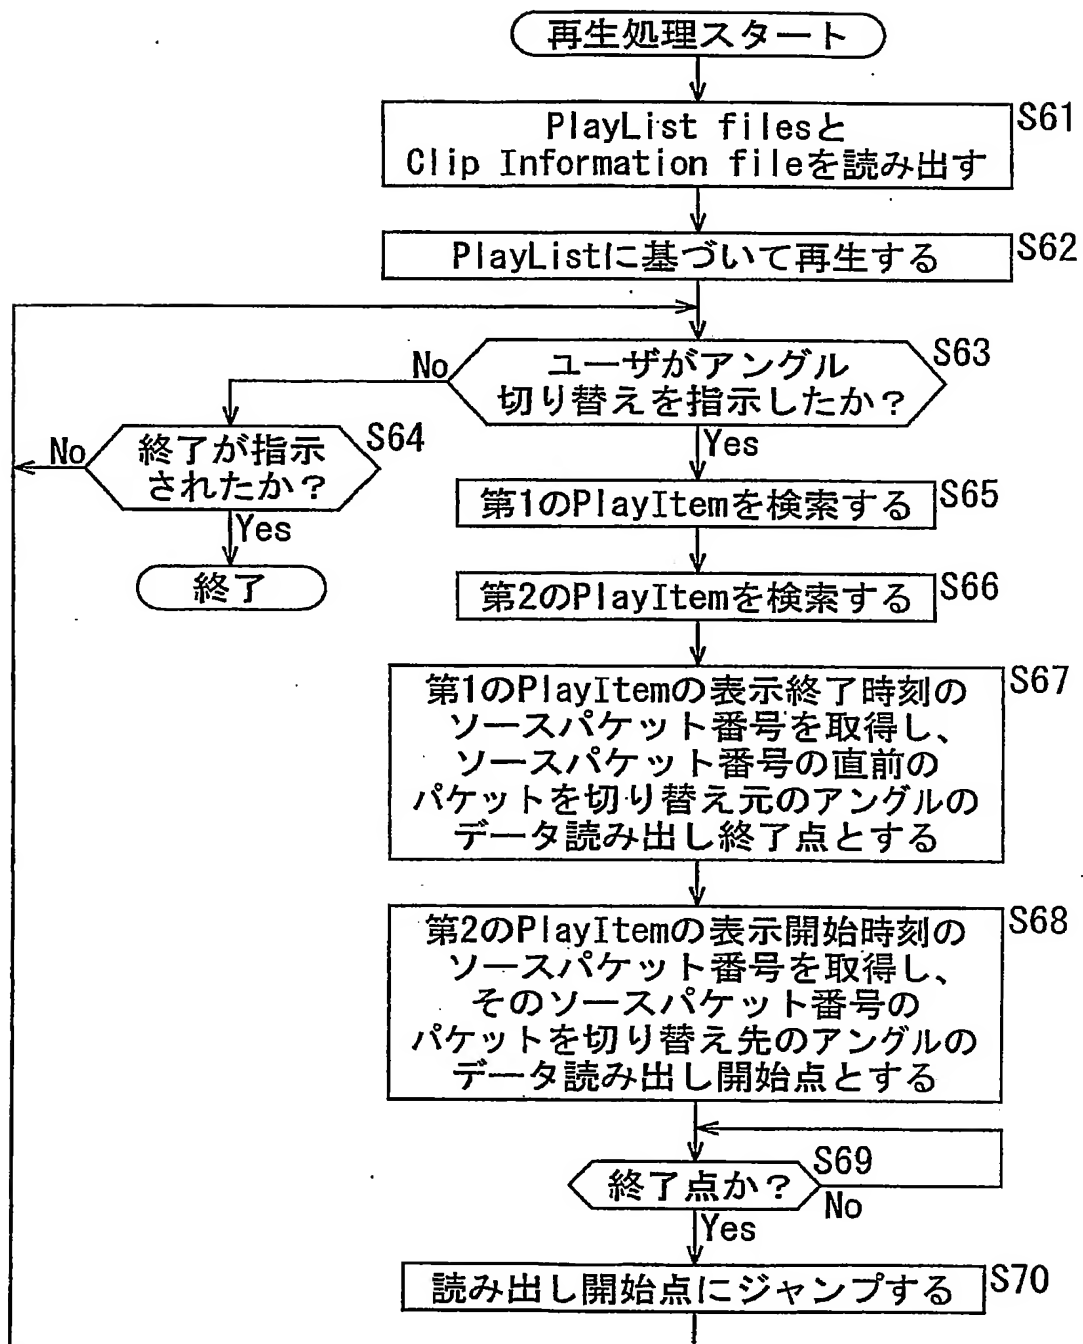 再生処理スタート
PlayList filesと
Clip Information fileを読み出す
S61
PlayListに基づいて再生する
S62
ユーザがアングル
切り替えを指示したか？
S63
No
Yes
終了が指示
されたか？
S64
No
Yes
終了
第1のPlayItemを検索する
S65
第2のPlayItemを検索する
S66
第1のPlayItemの表示終了時刻の
ソースパケット番号を取得し、
ソースパケット番号の直前の
パケットを切り替え元のアングルの
データ読み出し終了点とする
S67
第2のPlayItemの表示開始時刻の
ソースパケット番号を取得し、
そのソースパケット番号の
パケットを切り替え先のアングルの
データ読み出し開始点とする
S68
終了点か？
S69
No
Yes
読み出し開始点にジャンプする
S70